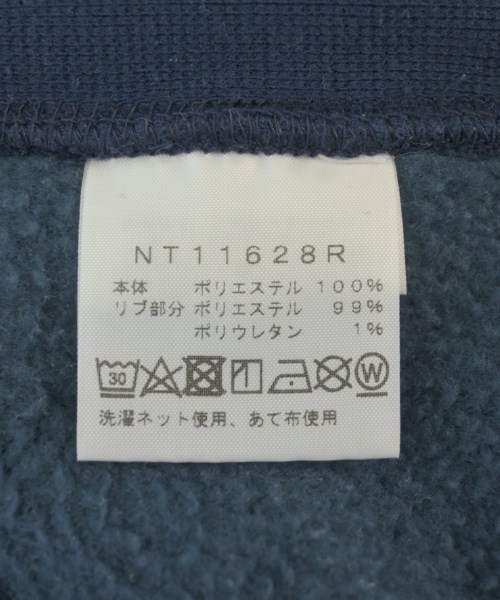 NT11628R
本体 ポリエステル 100%
リブ部分 ポリエステル 99%
ポリウレタン 1%
30 W
洗濯ネット使用、あて布使用